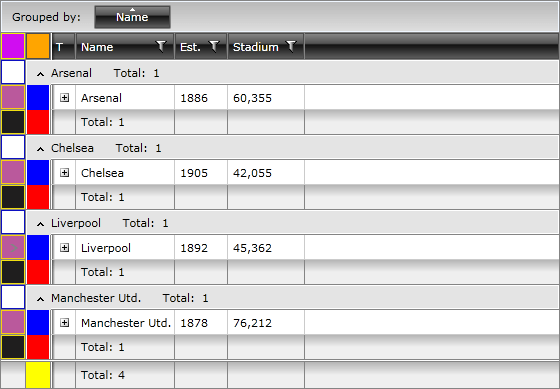 Grouped by: Name
T Name Est. Stadium
Arsenal Total: 1
Arsenal 1886 60,355
Total: 1
Chelsea Total: 1
Chelsea 1905 42,055
Total: 1
Liverpool Total: 1
Liverpool 1892 45,362
Total: 1
Manchester Utd. Total: 1
Manchester Utd. 1878 76,212
Total: 1
Total: 4